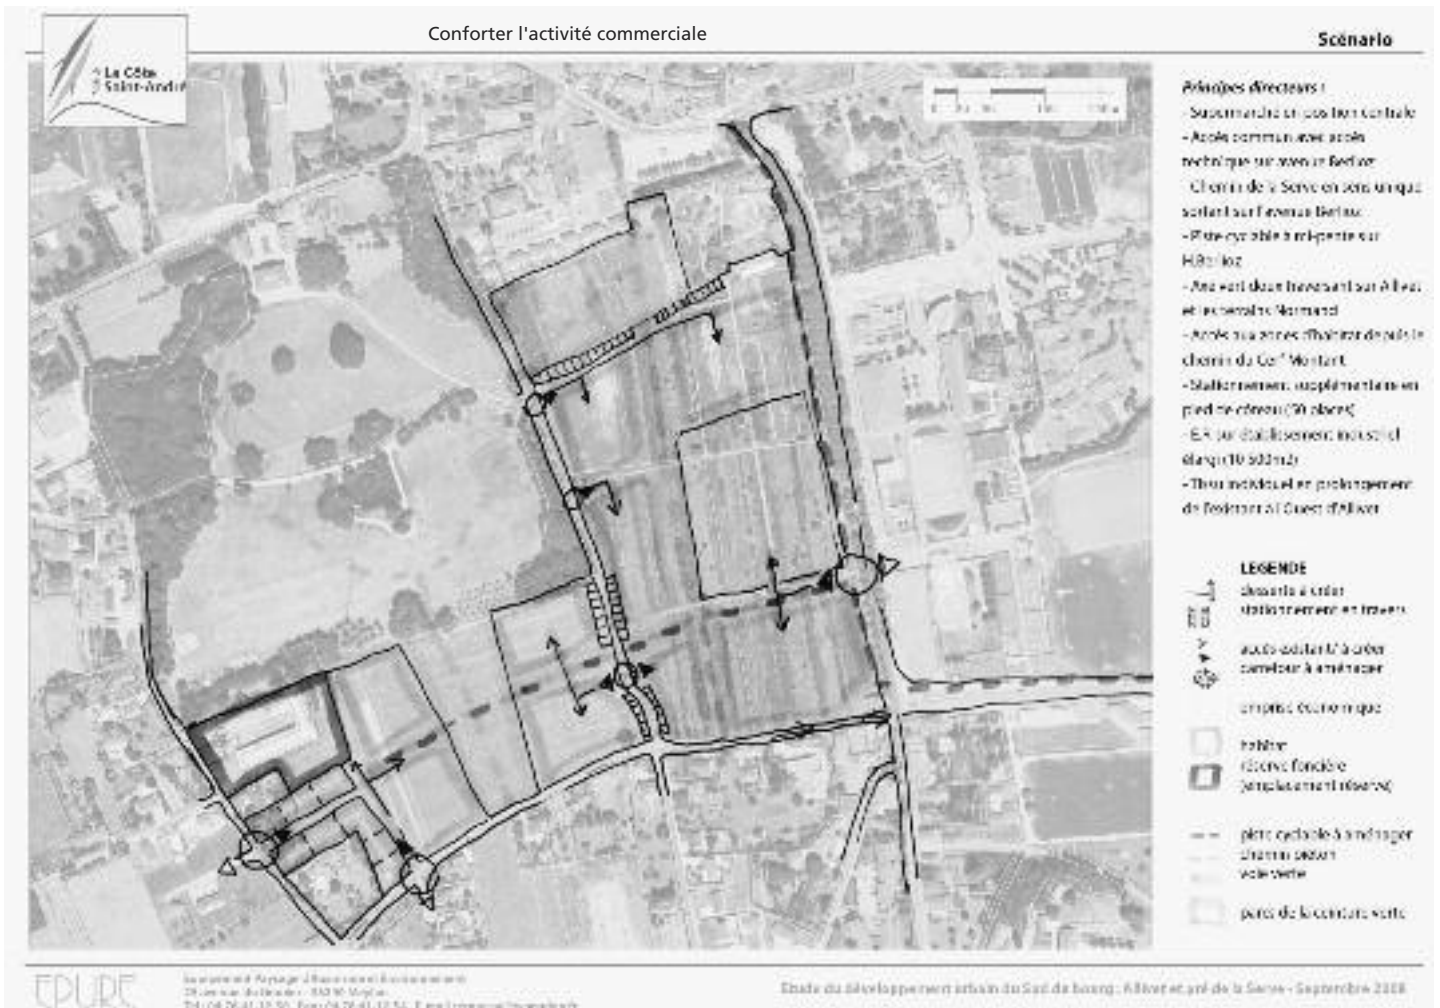 Conforter l'activité commerciale
Scénario
La Côte
Saint-André
Principes directeurs :
- Supermarché en position centrale
- Accès commun avec accès
technique sur avenue Berlioz
- Chemin de la Serve en sens unique
sortant sur l'avenue Berlioz
- Piste cyclable à mi-pente sur
H.Berlioz
- Axe vert doux traversant sur Allivet
et les terrains Normand
- Accès aux zones d'habitat depuis le
chemin du Cerf Montant
- Stationnement supplémentaire en
pied de côteau (50 places)
- E.R. sur établissement industriel
élargi (10 500m2)
- Tissu individuel en prolongement
de l'existant à l'Ouest d'Allivet
LEGENDE
desserte à créer
stationnement en travers
accès existant/ à créer
carrefour à aménager
emprise économique
habitat
réserve foncière
(emplacement réservé)
piste cyclable à aménager
chemin piéton
voie verte
parcs de la ceinture verte
EPURE
Etude du développement urbain du Sud du bourg : Allivet et pré de la Serve - Septembre 2008